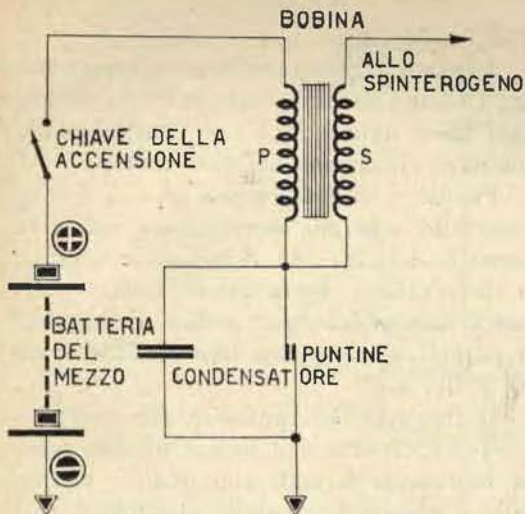 BOBINA
ALLO
SPINTEROGENO
CHIAVE DELLA
ACCENSIONE
P
S
+
BATTERIA
DEL
MEZZO
CONDENSATORE
PUNTINE
-